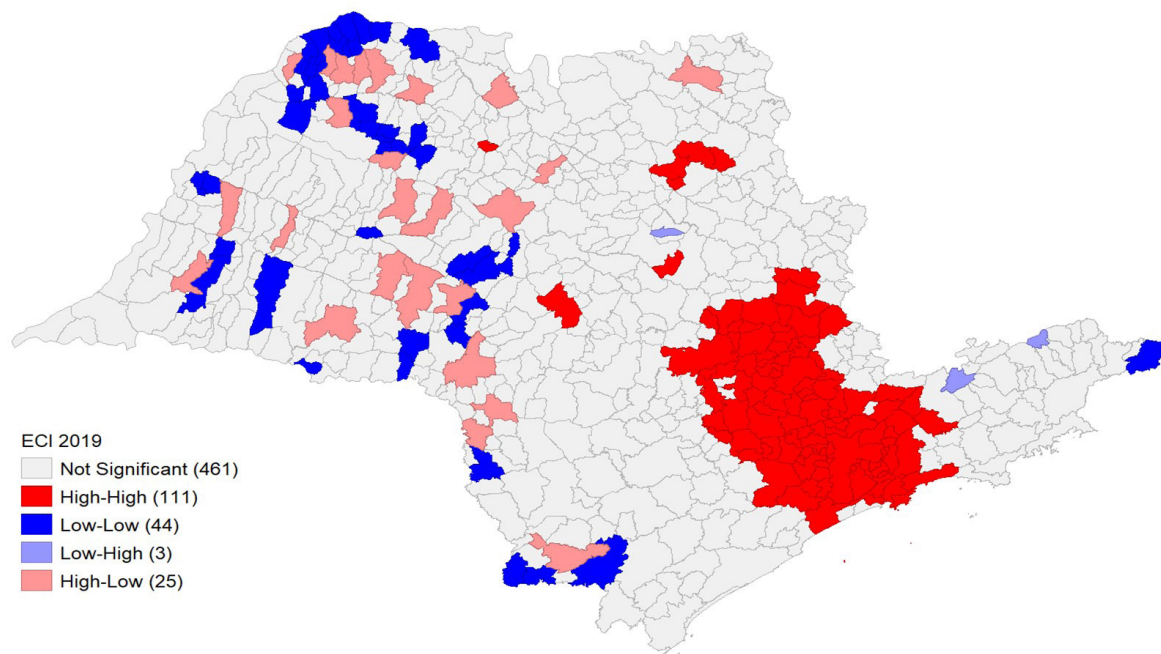 ECI 2019
Not Significant (461)
High-High (111)
Low-Low (44)
Low-High (3)
High-Low (25)